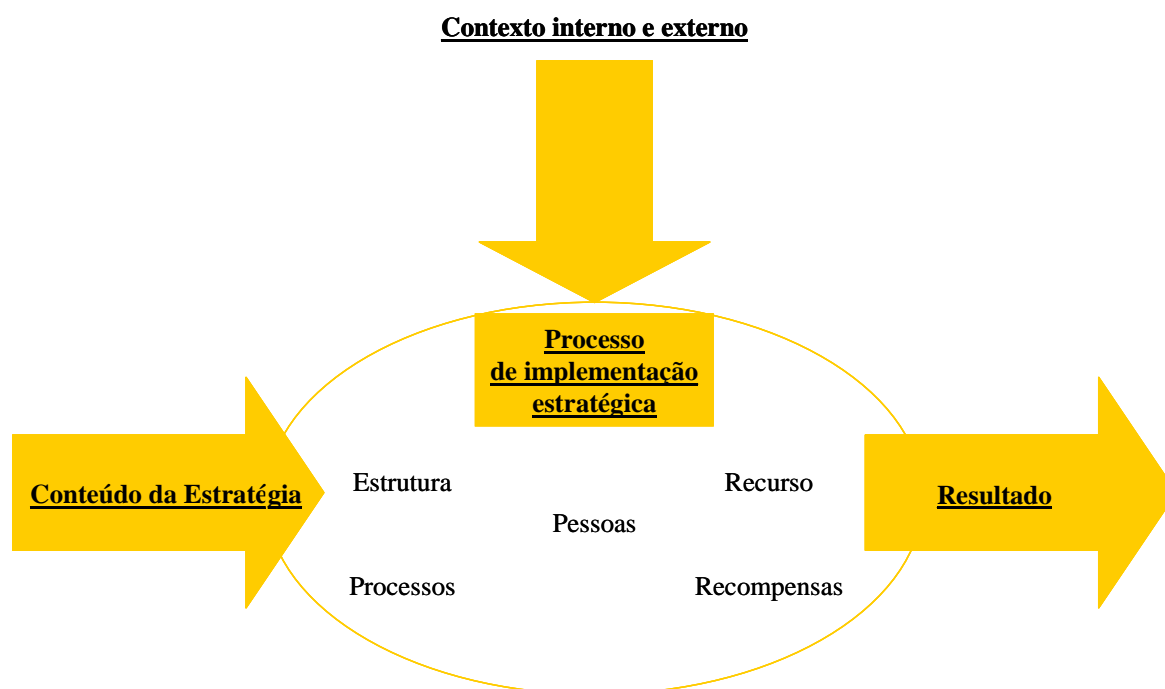 Contexto interno e externo
Processo
de implementação
estratégica
Conteúdo da Estratégia
Estrutura
Recurso
Resultado
Pessoas
Processos
Recompensas